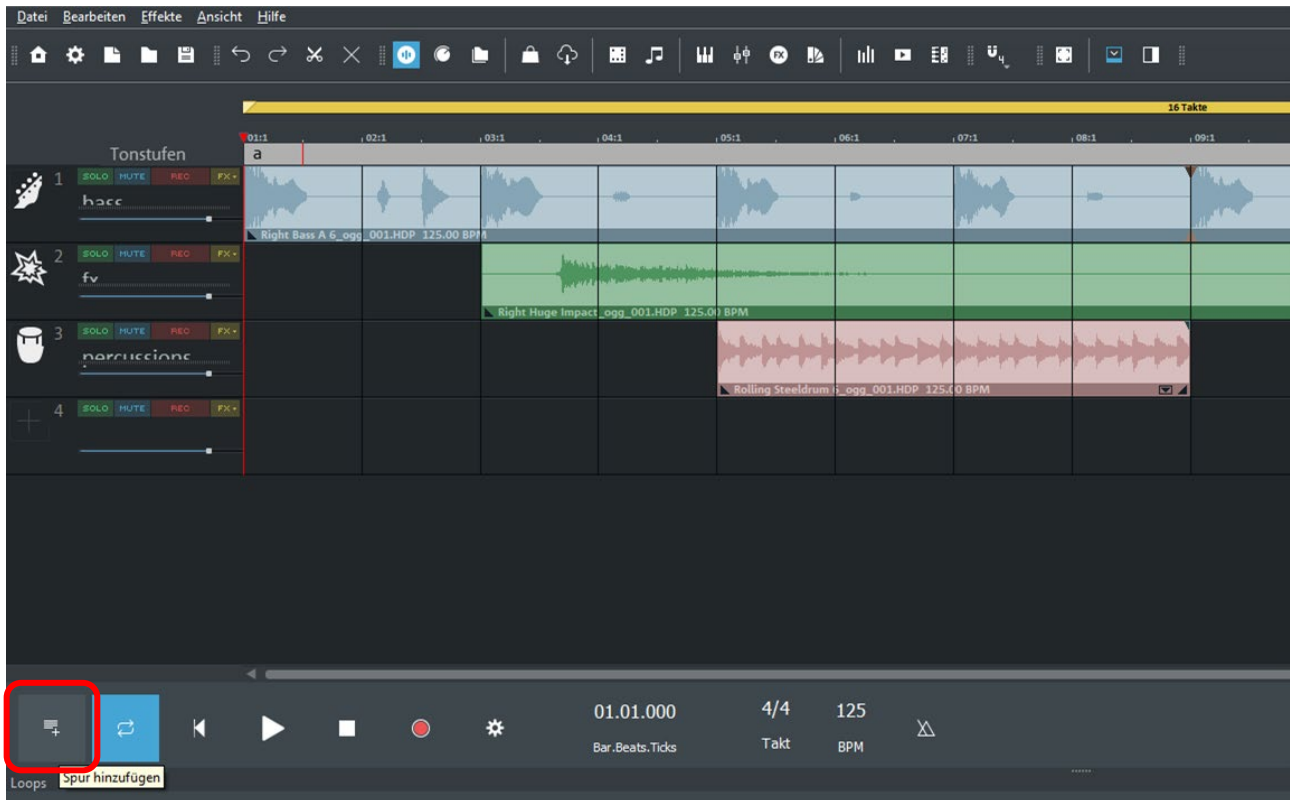 Datei Bearbeiten Effekte Ansicht Hilfe
FX
16 Takte
01:1 02:1 03:1 04:1 05:1 06:1 07:1 08:1 09:1
Tonstufen a
1 SOLO MUTE REC FX
bass
Right Bass A 6_ogg_001.HDP 125.00 BPM
2 SOLO MUTE REC FX
fx
Right Huge Impact_ogg_001.HDP 125.00 BPM
3 SOLO MUTE REC FX
percussions
Rolling Steeldrum 6_ogg_001.HDP 125.00 BPM
4 SOLO MUTE REC FX
01.01.000 4/4 125
Bar.Beats.Ticks Takt BPM
Spur hinzufügen
Loops